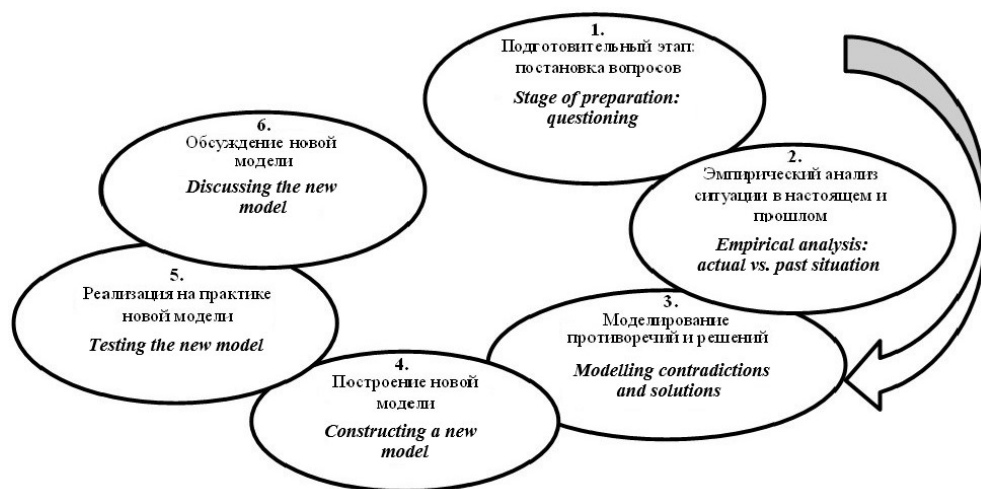 1.
Подготовительный этап:
постановка вопросов
Stage of preparation:
questioning
2.
Эмпирический анализ
ситуации в настоящем и
прошлом
Empirical analysis:
actual vs. past situation
3.
Моделирование
противоречий и решений
Modelling contradictions
and solutions
4.
Построение новой
модели
Constructing a new
model
5.
Реализация на практике
новой модели
Testing the new model
6.
Обсуждение новой
модели
Discussing the new
model